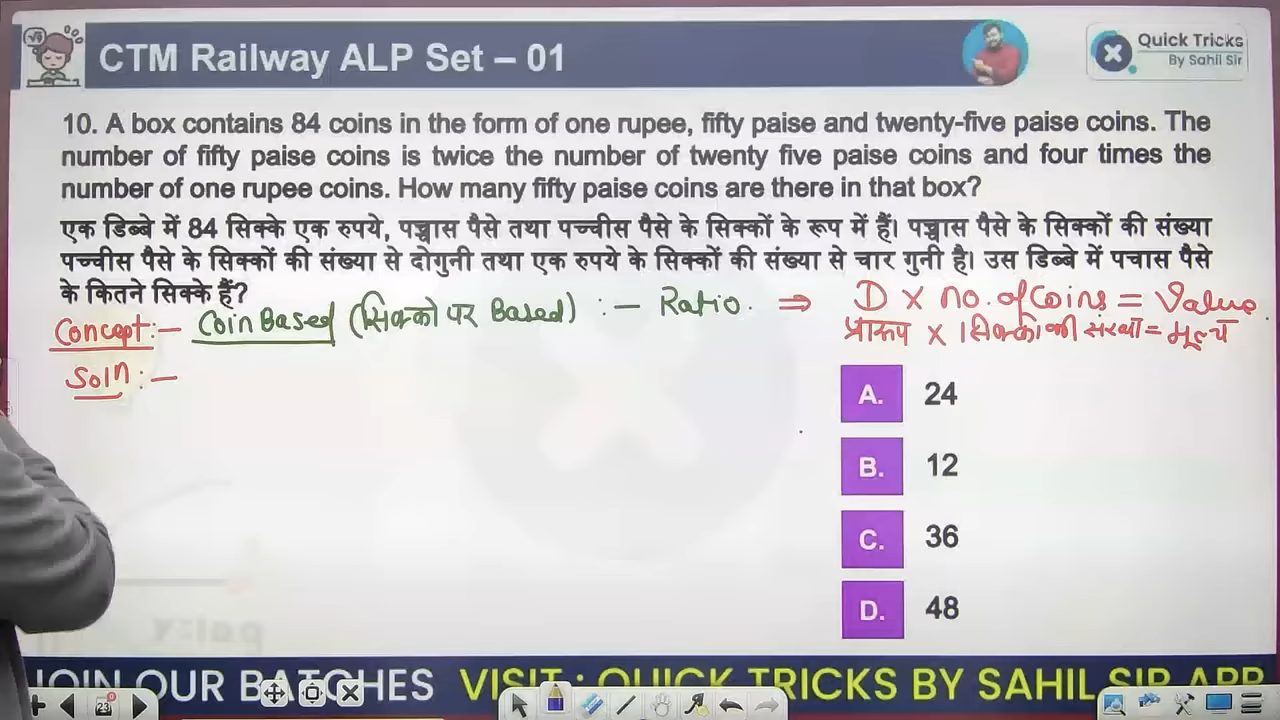 CTM Railway ALP Set – 01
Quick Tricks
By Sahil Sir
10. A box contains 84 coins in the form of one rupee, fifty paise and twenty-five paise coins. The
number of fifty paise coins is twice the number of twenty five paise coins and four times the
number of one rupee coins. How many fifty paise coins are there in that box?
एक डिब्बे में 84 सिक्के एक रुपये, पच्चास पैसे तथा पच्चीस पैसे के सिक्कों के रूप में हैं। पच्चास पैसे के सिक्कों की संख्या
पच्चीस पैसे के सिक्कों की संख्या से दोगुनी तथा एक रुपये के सिक्कों की संख्या से चार गुनी है। उस डिब्बे में पचास पैसे
के कितने सिक्के हैं?
Concept:- Coin Based (सिक्को पर Based) :- Ratio. ⇒ D × no. of Coins = Value.
प्रारूप × सिक्को की संख्या = मूल्य
Soln:-
A. 24
B. 12
C. 36
D. 48
JOIN OUR BATCHES VISIT : QUICK TRICKS BY SAHIL SIR APP
23